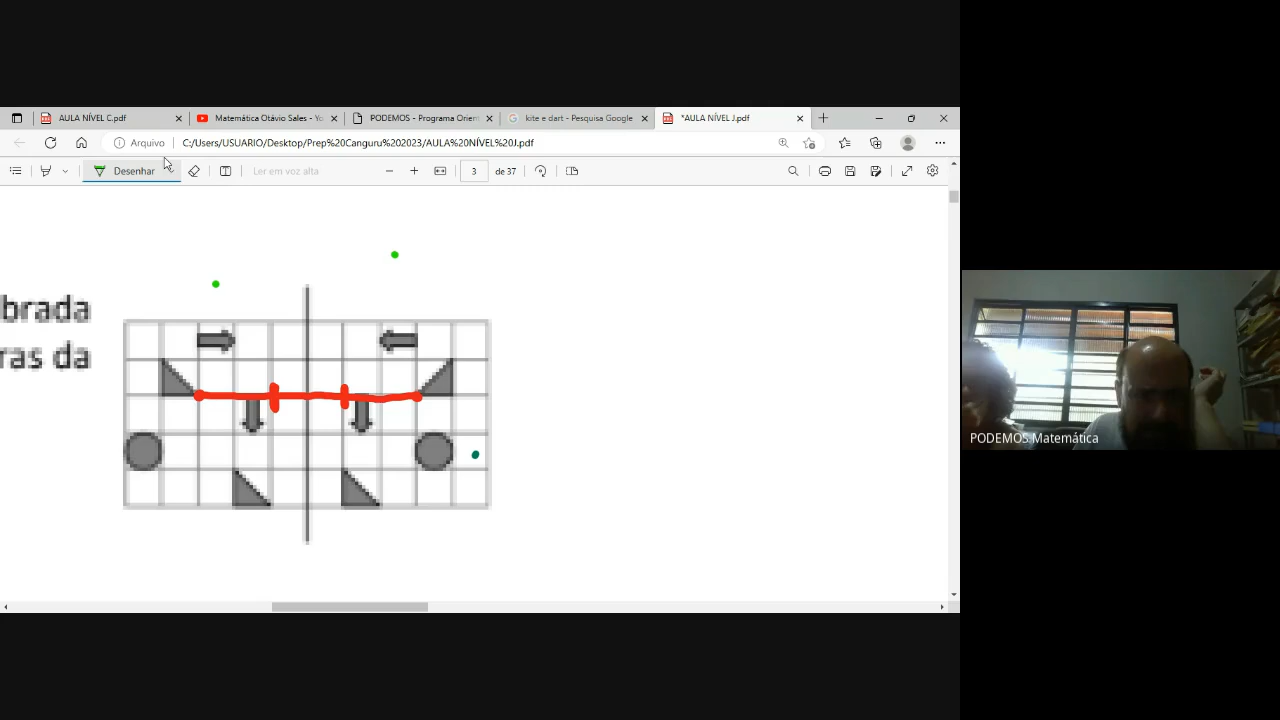 AULA NÍVEL C.pdf
Matemática Otávio Sales - Yo
PODEMOS - Programa Orien
kite e dart - Pesquisa Google
*AULA NÍVEL J.pdf
Arquivo C:/Users/USUARIO/Desktop/Prep%20Canguru%202023/AULA%20NÍVEL%20J.pdf
Desenhar Ler em voz alta 3 de 37
brada
ras da
PODEMOS Matemática